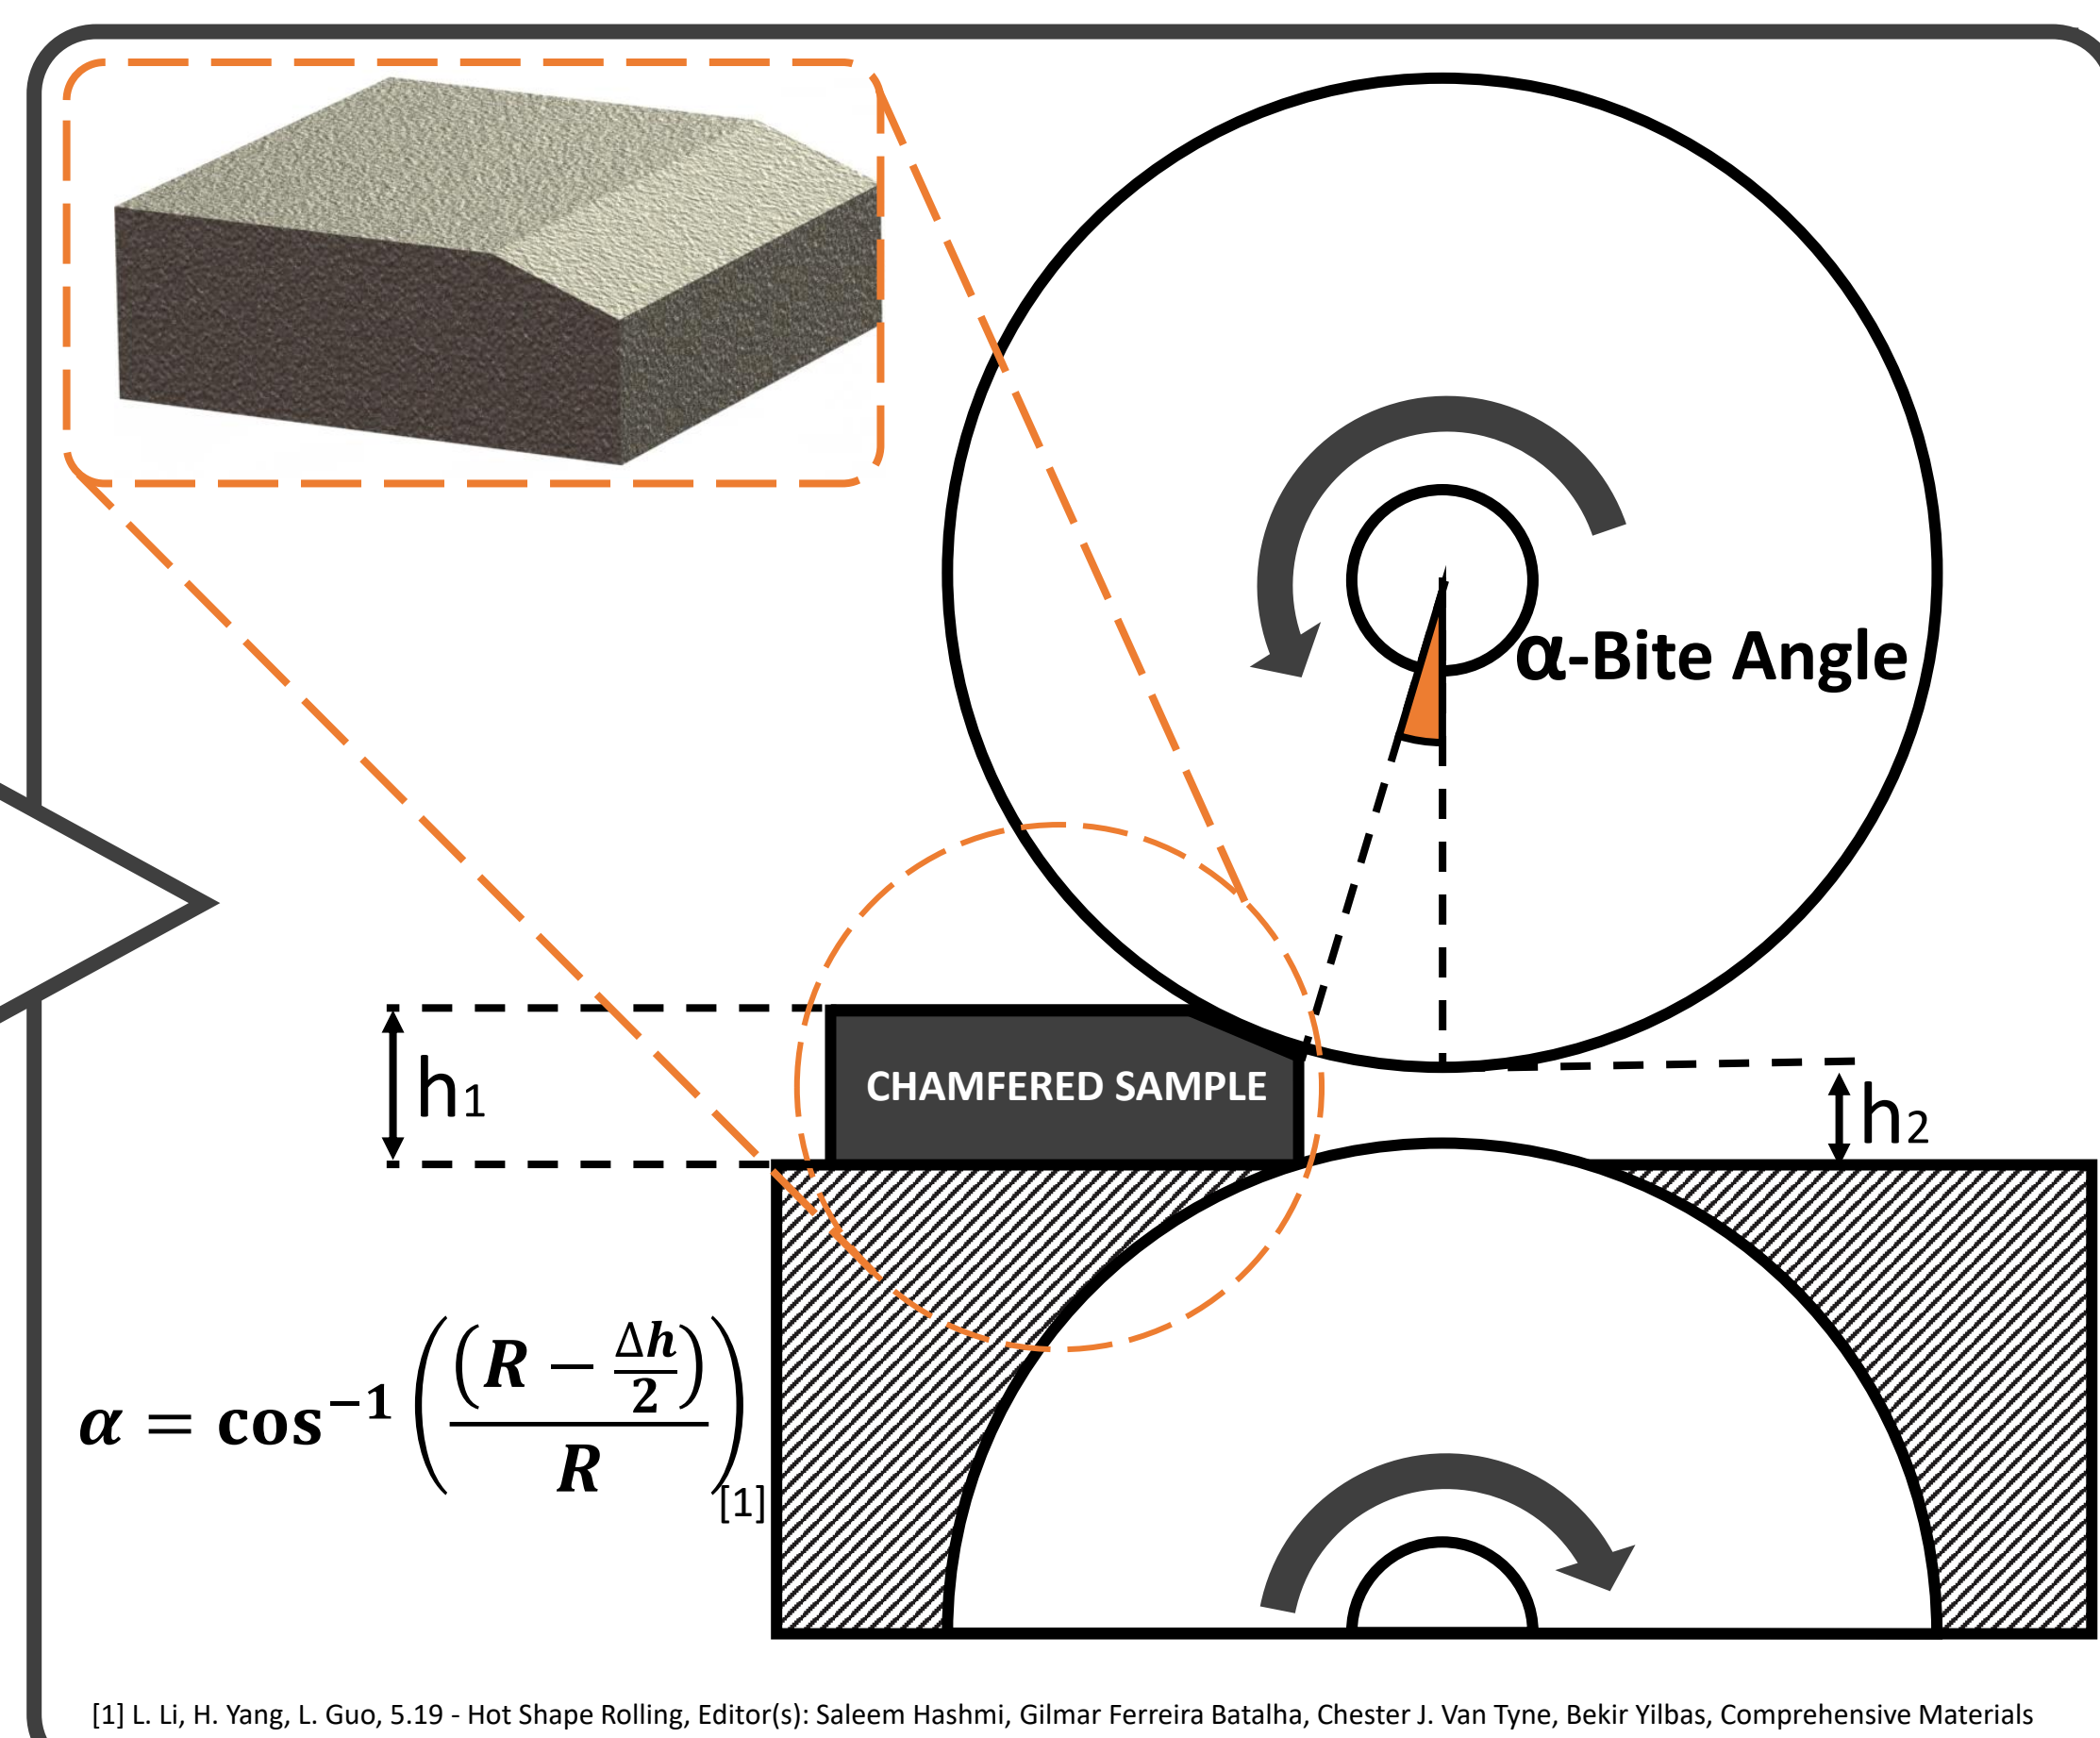 α-Bite Angle
h1
CHAMFERED SAMPLE
h2
α = cos⁻¹ ((R − Δh/2)/R)
[1]
[1] L. Li, H. Yang, L. Guo, 5.19 - Hot Shape Rolling, Editor(s): Saleem Hashmi, Gilmar Ferreira Batalha, Chester J. Van Tyne, Bekir Yilbas, Comprehensive Materials